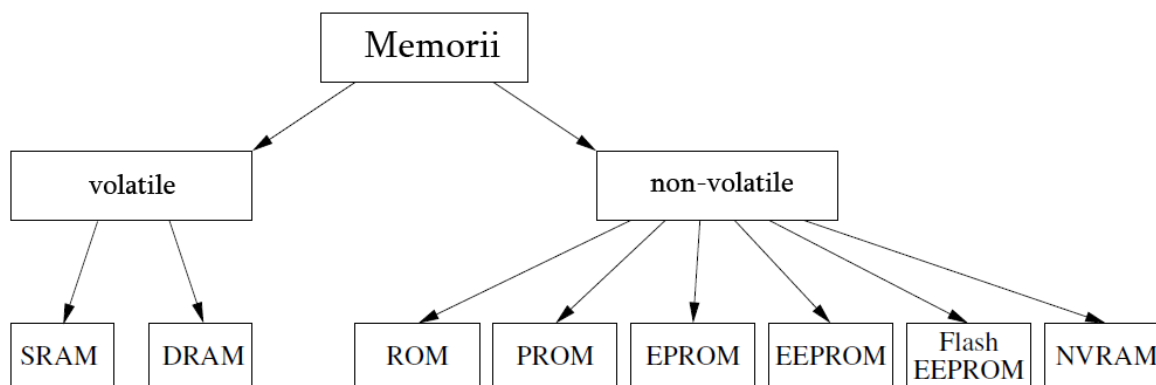 Memorii
volatile
non-volatile
SRAM
DRAM
ROM
PROM
EPROM
EEPROM
Flash
EEPROM
NVRAM